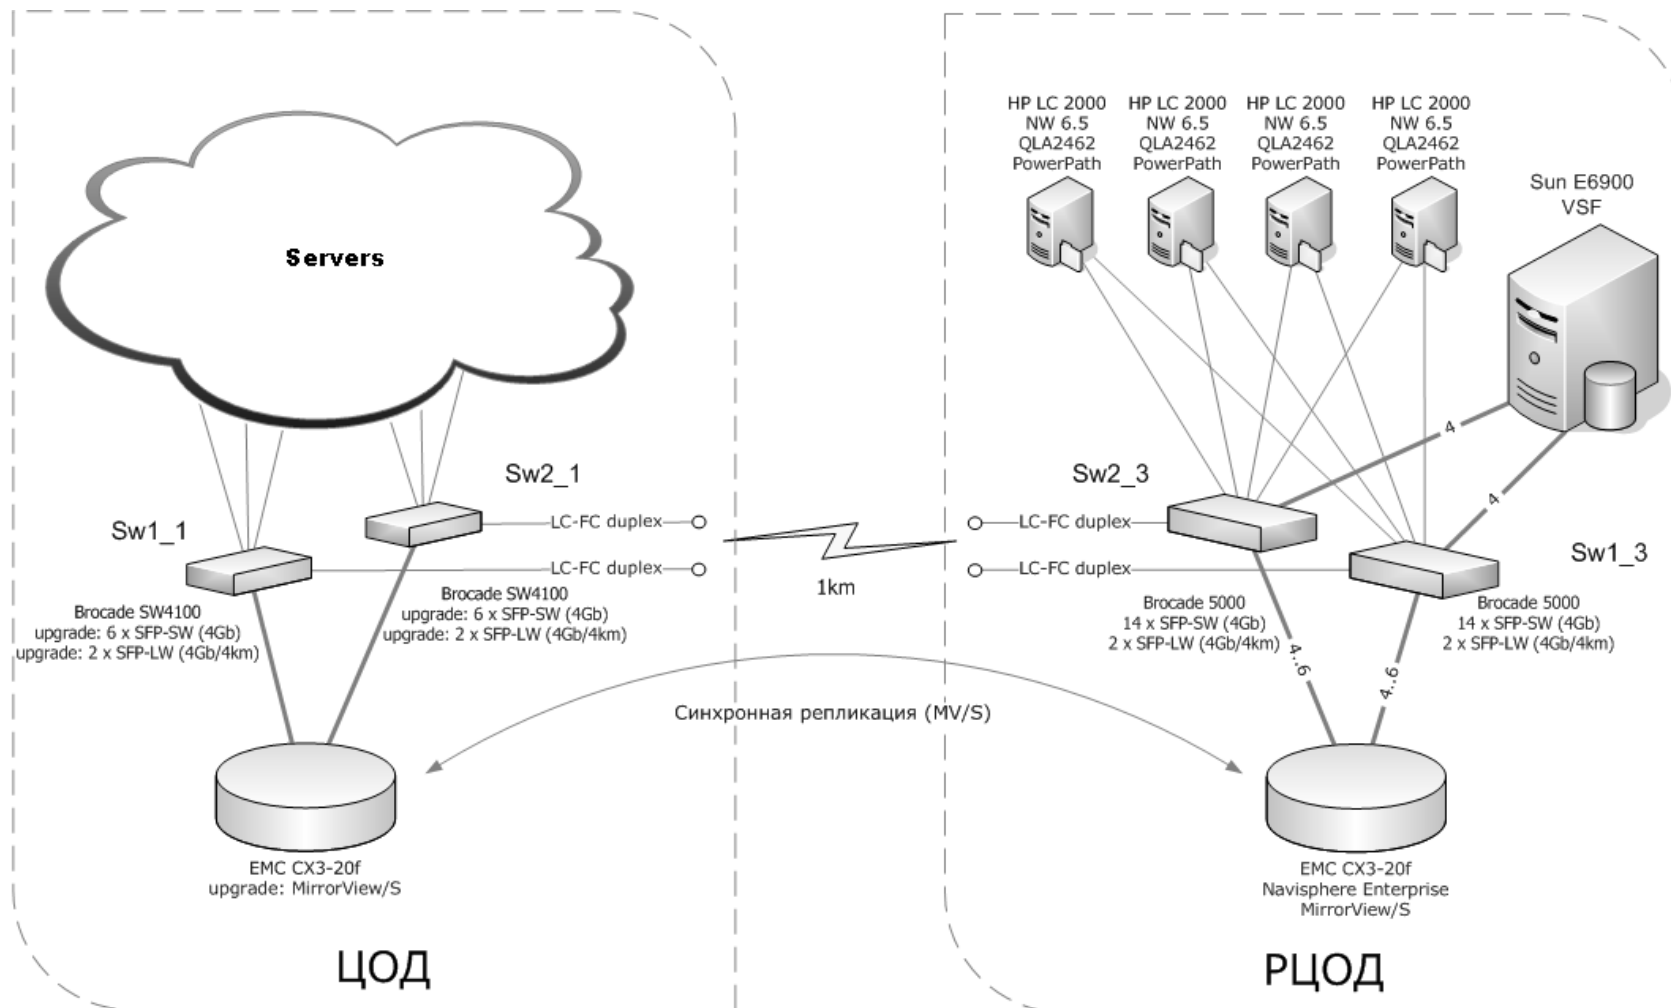 HP LC 2000
NW 6.5
QLA2462
PowerPath
HP LC 2000
NW 6.5
QLA2462
PowerPath
HP LC 2000
NW 6.5
QLA2462
PowerPath
HP LC 2000
NW 6.5
QLA2462
PowerPath
Sun E6900
VSF
Servers
Sw2_1
Sw1_1
LC-FC duplex
LC-FC duplex
Brocade SW4100
upgrade: 6 x SFP-SW (4Gb)
upgrade: 2 x SFP-LW (4Gb/4km)
Brocade SW4100
upgrade: 6 x SFP-SW (4Gb)
upgrade: 2 x SFP-LW (4Gb/4km)
1km
Sw2_3
Sw1_3
LC-FC duplex
LC-FC duplex
4
4
Brocade 5000
14 x SFP-SW (4Gb)
2 x SFP-LW (4Gb/4km)
Brocade 5000
14 x SFP-SW (4Gb)
2 x SFP-LW (4Gb/4km)
4..6
4..6
Синхронная репликация (MV/S)
EMC CX3-20f
upgrade: MirrorView/S
EMC CX3-20f
Navisphere Enterprise
MirrorView/S
ЦОД
РЦОД